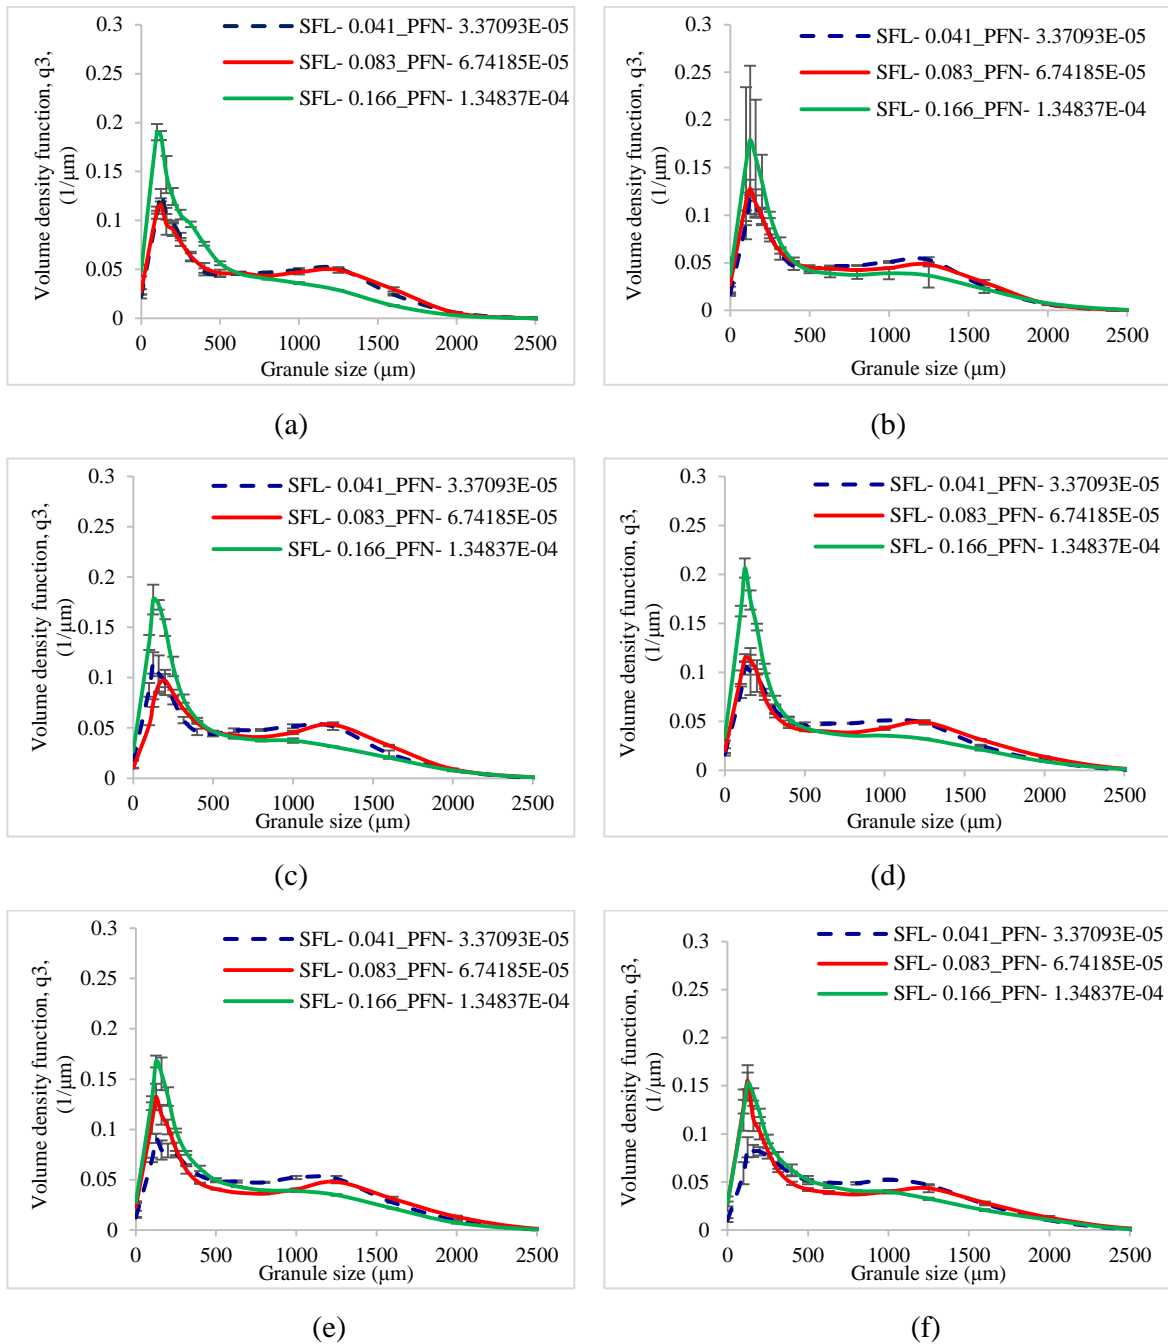 0.3
0.25
0.2
0.15
0.1
0.05
0
Volume density function, q3,
(1/μm)
SFL- 0.041_PFN- 3.37093E-05
SFL- 0.083_PFN- 6.74185E-05
SFL- 0.166_PFN- 1.34837E-04
0 500 1000 1500 2000 2500
Granule size (μm)
(a)
0.3
0.25
0.2
0.15
0.1
0.05
0
Volume density function, q3,
(1/μm)
SFL- 0.041_PFN- 3.37093E-05
SFL- 0.083_PFN- 6.74185E-05
SFL- 0.166_PFN- 1.34837E-04
0 500 1000 1500 2000 2500
Granule size (μm)
(b)
0.3
0.25
0.2
0.15
0.1
0.05
0
Volume density function, q3,
(1/μm)
SFL- 0.041_PFN- 3.37093E-05
SFL- 0.083_PFN- 6.74185E-05
SFL- 0.166_PFN- 1.34837E-04
0 500 1000 1500 2000 2500
Granule size (μm)
(c)
0.3
0.25
0.2
0.15
0.1
0.05
0
Volume density function, q3,
(1/μm)
SFL- 0.041_PFN- 3.37093E-05
SFL- 0.083_PFN- 6.74185E-05
SFL- 0.166_PFN- 1.34837E-04
0 500 1000 1500 2000 2500
Granule size (μm)
(d)
0.3
0.25
0.2
0.15
0.1
0.05
0
Volume density function, q3,
(1/μm)
SFL- 0.041_PFN- 3.37093E-05
SFL- 0.083_PFN- 6.74185E-05
SFL- 0.166_PFN- 1.34837E-04
0 500 1000 1500 2000 2500
Granule size (μm)
(e)
0.3
0.25
0.2
0.15
0.1
0.05
0
Volume density function, q3,
(1/μm)
SFL- 0.041_PFN- 3.37093E-05
SFL- 0.083_PFN- 6.74185E-05
SFL- 0.166_PFN- 1.34837E-04
0 500 1000 1500 2000 2500
Granule size (μm)
(f)